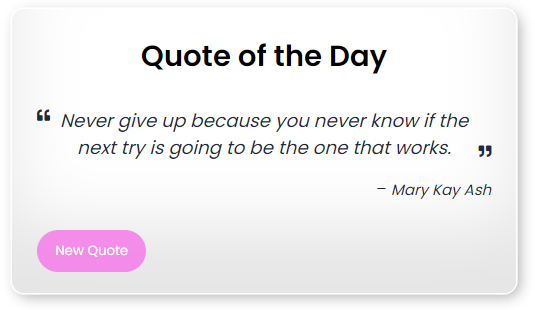 Quote of the Day
“ Never give up because you never know if the
next try is going to be the one that works. ”
– Mary Kay Ash
New Quote